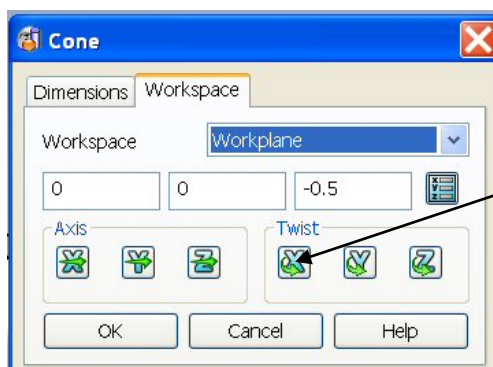 Cone
Dimensions Workspace
Workspace Workplane
0 0 -0.5
Axis Twist
X Y Z X Y Z
OK Cancel Help